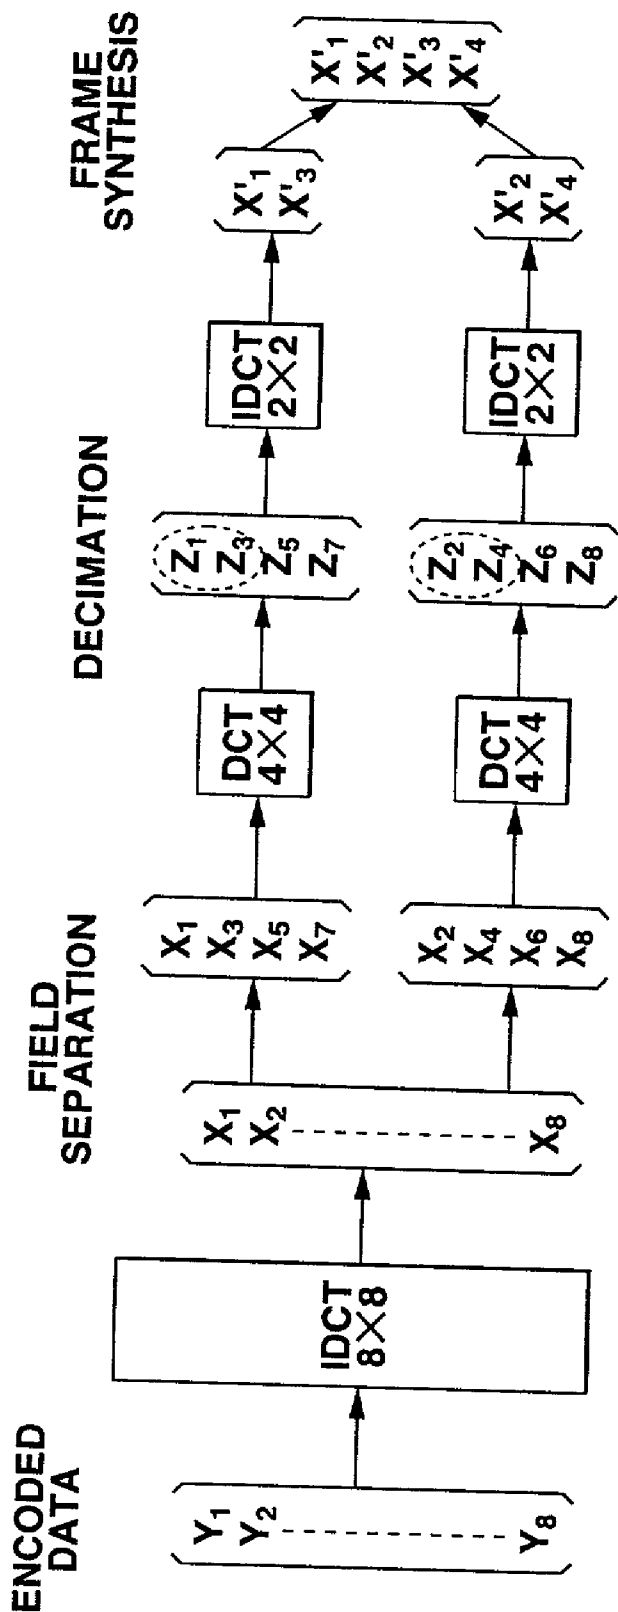 ENCODED
DATA
Y1
Y2
Y8
IDCT
8×8
X1
X2
X8
FIELD
SEPARATION
X1
X3
X5
X7
X2
X4
X6
X8
DCT
4×4
DCT
4×4
DECIMATION
Z1
Z3
Z5
Z7
Z2
Z4
Z6
Z8
IDCT
2×2
IDCT
2×2
X'1
X'3
X'2
X'4
FRAME
SYNTHESIS
X'1
X'2
X'3
X'4